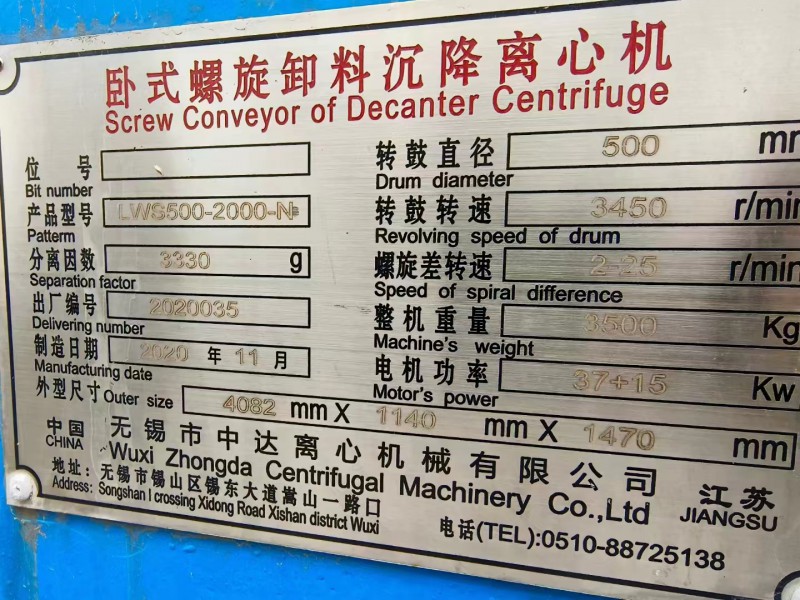 卧式螺旋卸料沉降离心机
Screw Conveyor of Decanter Centrifuge
位 号
Bit number
产品型号 LWS500-2000-N
Patterm
分离因数 3330 g
Separation factor
出厂编号 2020035
Delivering number
制造日期 2020 年 11 月
Manufacturing date
转鼓直径 500 mm
Drum diameter
转鼓转速 3450 r/min
Revolving speed of drum
螺旋差转速 2-25 r/min
Speed of spiral difference
整机重量 3500 Kg
Machine's weight
电机功率 37+15 Kw
Motor's power
外型尺寸 Outer size 4082 mm X 1140 mm X 1470 mm
中国 无锡市中达离心机械有限公司 江苏
CHINA Wuxi Zhongda Centrifugal Machinery Co.,Ltd JIANGSU
地址：无锡市锡山区锡东大道嵩山一路口
Address: Songshan I crossing Xidong Road Xishan district Wuxi
电话(TEL):0510-88725138